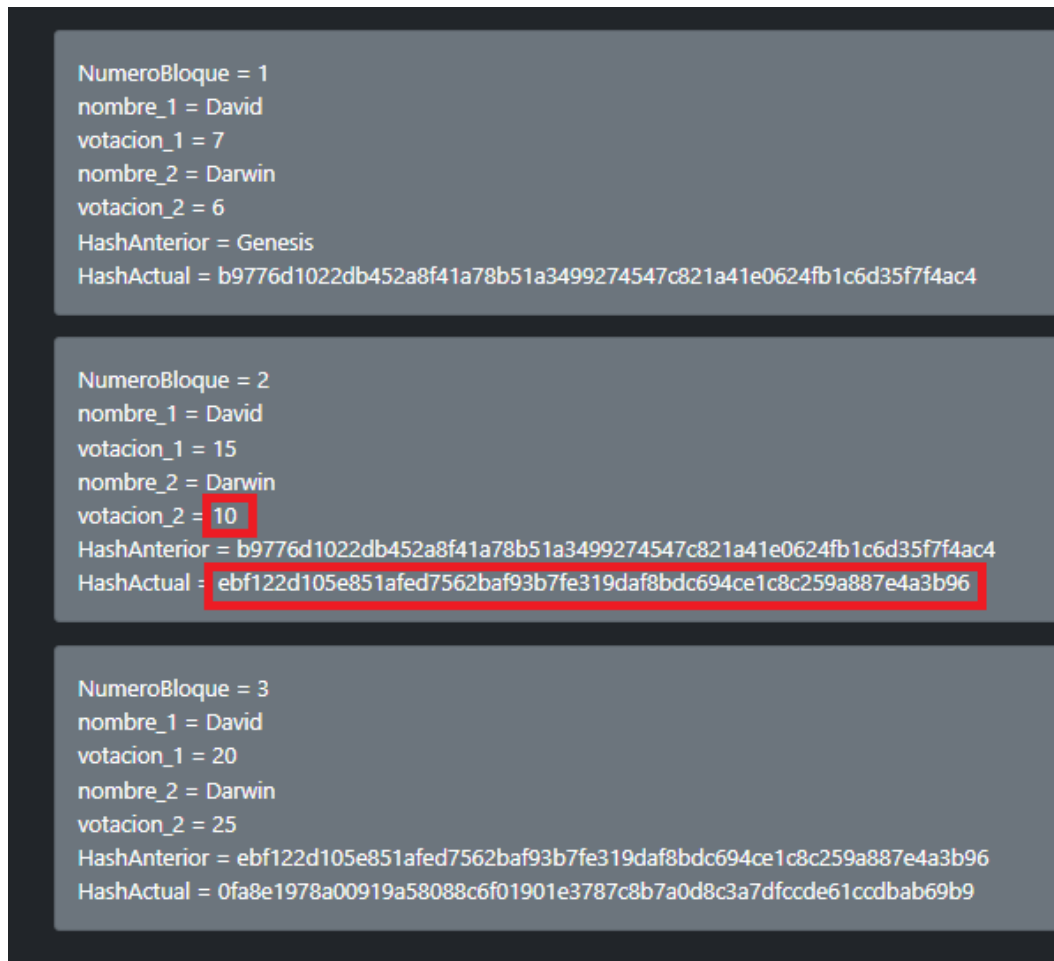 NumeroBloque = 1
nombre_1 = David
votacion_1 = 7
nombre_2 = Darwin
votacion_2 = 6
HashAnterior = Genesis
HashActual = b9776d1022db452a8f41a78b51a3499274547c821a41e0624fb1c6d35f7f4ac4
NumeroBloque = 2
nombre_1 = David
votacion_1 = 15
nombre_2 = Darwin
votacion_2 = 10
HashAnterior = b9776d1022db452a8f41a78b51a3499274547c821a41e0624fb1c6d35f7f4ac4
HashActual = ebf122d105e851afed7562baf93b7fe319daf8bdc694ce1c8c259a887e4a3b96
NumeroBloque = 3
nombre_1 = David
votacion_1 = 20
nombre_2 = Darwin
votacion_2 = 25
HashAnterior = ebf122d105e851afed7562baf93b7fe319daf8bdc694ce1c8c259a887e4a3b96
HashActual = 0fa8e1978a00919a58088c6f01901e3787c8b7a0d8c3a7dfccde61ccdbab69b9